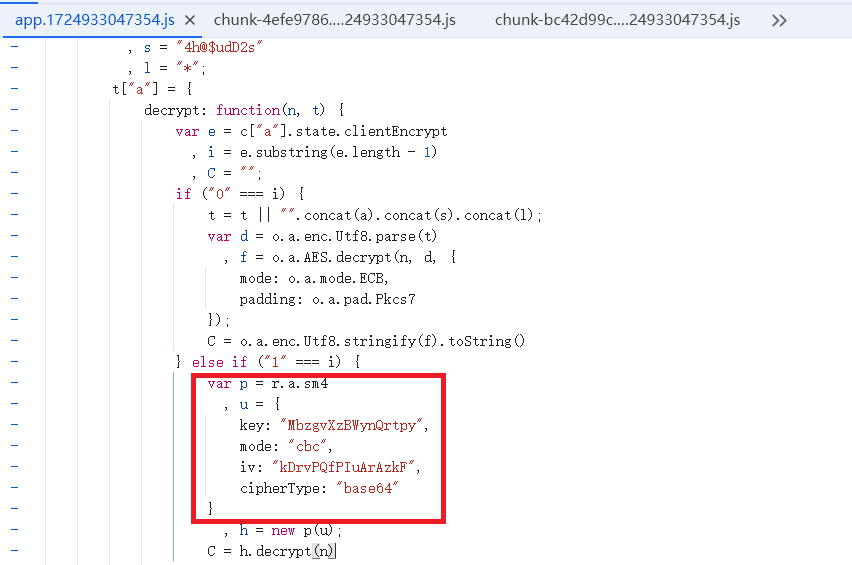 app.1724933047354.js × chunk-4efe9786....24933047354.js chunk-bc42d99c....24933047354.js »
, s = "4h@$udD2s"
, l = "*";
t["a"] = {
decrypt: function(n, t) {
var e = c["a"].state.clientEncrypt
, i = e.substring(e.length - 1)
, C = "";
if ("0" === i) {
t = t || "".concat(a).concat(s).concat(l);
var d = o.a.enc.Utf8.parse(t)
, f = o.a.AES.decrypt(n, d, {
mode: o.a.mode.ECB,
padding: o.a.pad.Pkcs7
});
C = o.a.enc.Utf8.stringify(f).toString()
} else if ("1" === i) {
var p = r.a.sm4
, u = {
key: "MbzgvXzBWynQrtpy",
mode: "cbc",
iv: "kDrvPQfPIuArAzkF",
cipherType: "base64"
}
, h = new p(u);
C = h.decrypt(n)